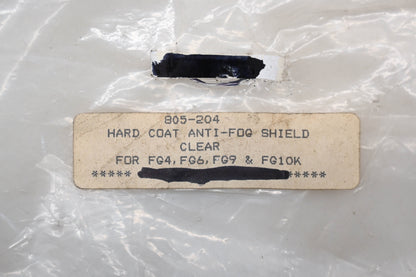 805-204
HARD COAT ANTI-FOG SHIELD
CLEAR
FOR FG4, FG6, FG9 & FG10K
***** *****